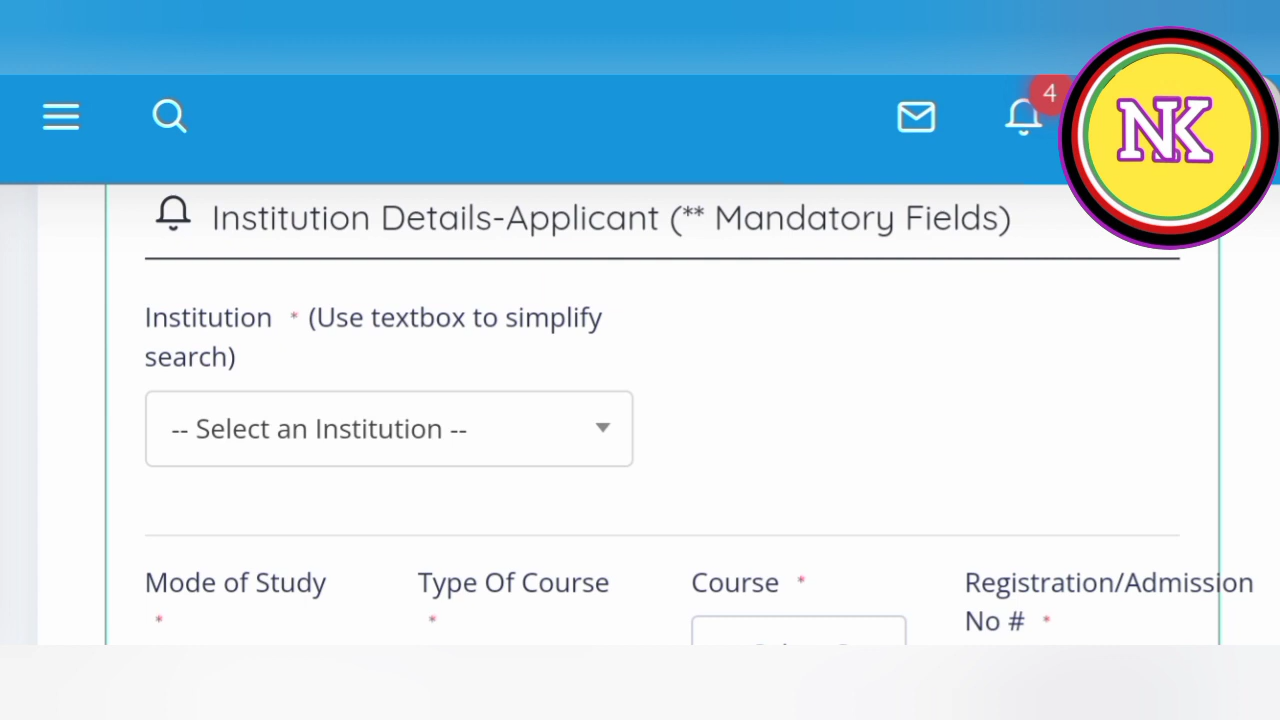 4
NK
Institution Details-Applicant (** Mandatory Fields)
Institution * (Use textbox to simplify
search)
-- Select an Institution --
Mode of Study
*
Type Of Course
*
Course *
Registration/Admission
No # *